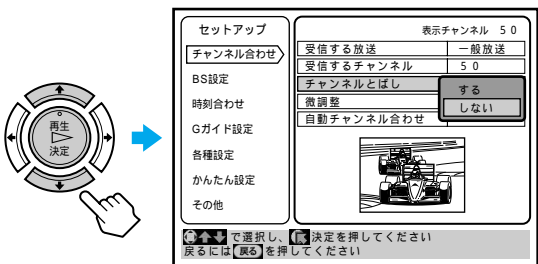 再生
決定
セットアップ
チャンネル合わせ
BS設定
時刻合わせ
Gガイド設定
各種設定
かんたん設定
その他
表示チャンネル 50
受信する放送 一般放送
受信するチャンネル 50
チャンネルとばし
する
しない
微調整
自動チャンネル合わせ
で選択し、 決定を押してください
戻るには 戻る を押してください